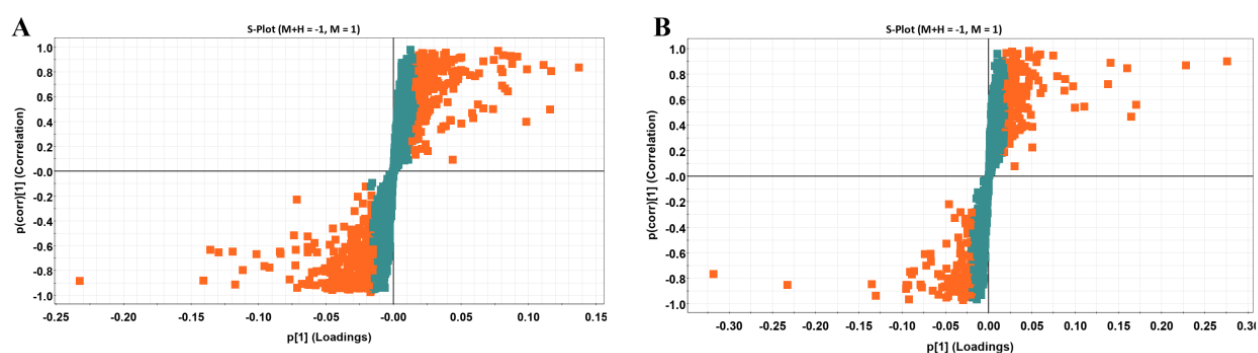 A
S-Plot (M+H = -1, M = 1)
p(corr)[1] (Correlation)
1.0
0.8
0.6
0.4
0.2
-0.0
-0.2
-0.4
-0.6
-0.8
-1.0
-0.25 -0.20 -0.15 -0.10 -0.05 -0.00 0.05 0.10 0.15
p[1] (Loadings)
B
S-Plot (M+H = -1, M = 1)
p(corr)[1] (Correlation)
1.0
0.8
0.6
0.4
0.2
-0.0
-0.2
-0.4
-0.6
-0.8
-1.0
-0.30 -0.25 -0.20 -0.15 -0.10 -0.05 0.00 0.05 0.10 0.15 0.20 0.25 0.30
p[1] (Loadings)